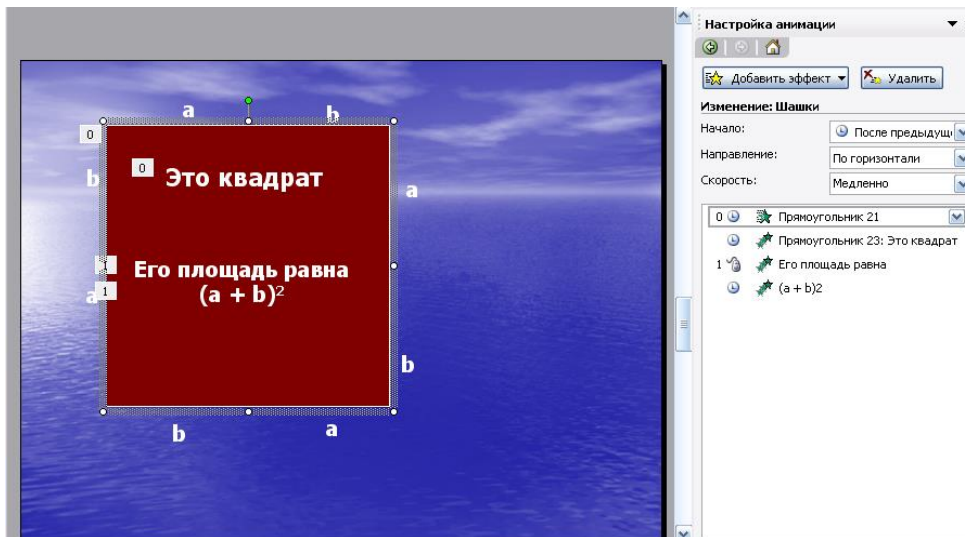 a b
0
0
b
Это квадрат
a
1
Его площадь равна
a 1
(a + b)²
b
b a
Настройка анимации
Добавить эффект Удалить
Изменение: Шашки
Начало: После предыдущ
Направление: По горизонтали
Скорость: Медленно
0 Прямоугольник 21
Прямоугольник 23: Это квадрат
1 Его площадь равна
(a + b)2